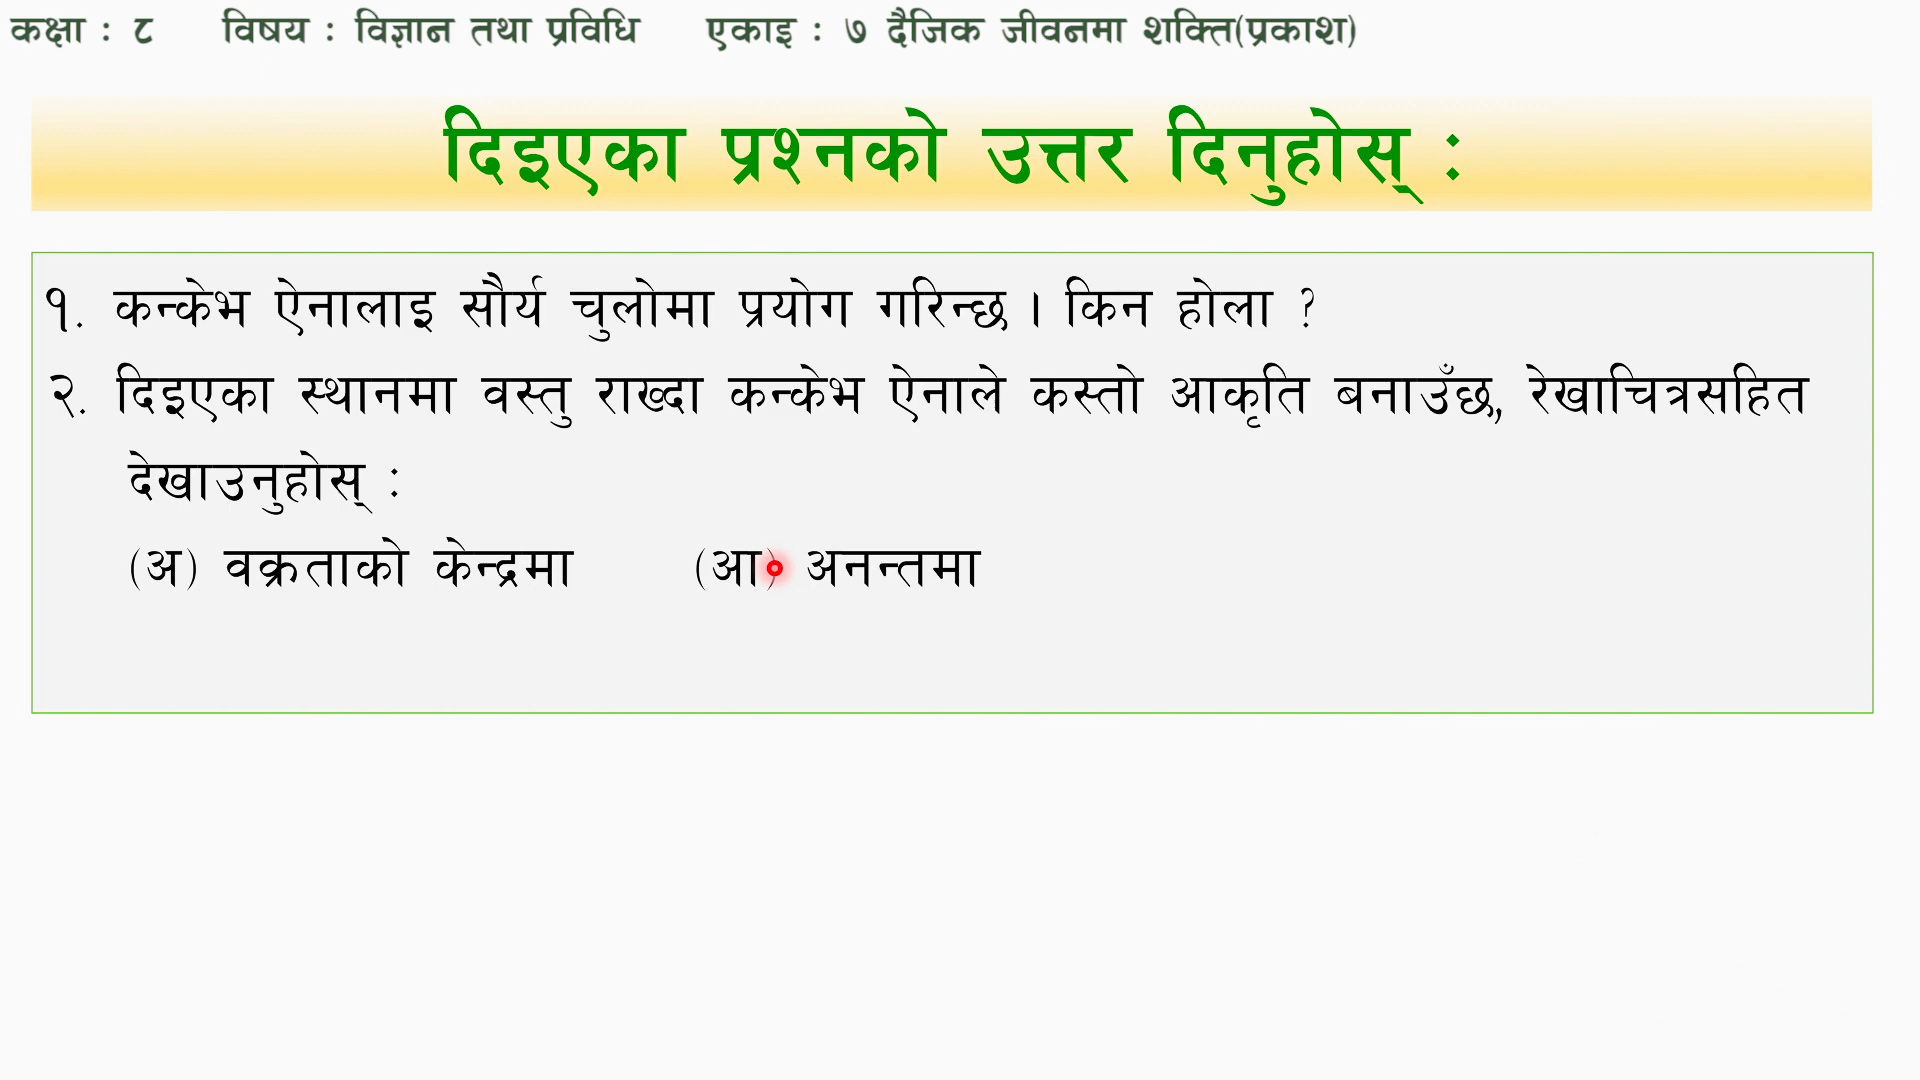 कक्षा : ८ विषय : विज्ञान तथा प्रविधि एकाइ : ७ दैजिक जीवनमा शक्ति(प्रकाश)
दिइएका प्रश्नको उत्तर दिनुहोस् :
१. कन्केभ ऐनालाइ सौर्य चुलोमा प्रयोग गरिन्छ । किन होला ?
२. दिइएका स्थानमा वस्तु राख्दा कन्केभ ऐनाले कस्तो आकृति बनाउँछ, रेखाचित्रसहित
देखाउनुहोस् :
(अ) वक्रताको केन्द्रमा (आ) अनन्तमा